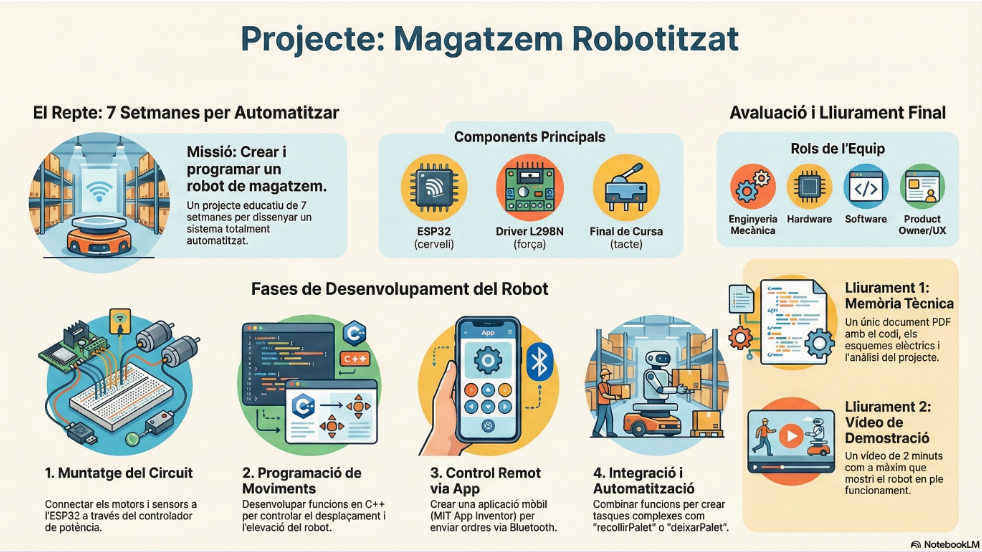 Projecte: Magatzem Robotitzat
El Repte: 7 Setmanes per Automatitzar
Missió: Crear i
programar un
robot de magatzem.
Un projecte educatiu de 7
setmanes per dissenyar un
sistema totalment
automatitzat.
Components Principals
ESP32
(cervell)
Driver L298N
(força)
Final de Cursa
(tacte)
Avaluació i Lliurament Final
Rols de l'Equip
Enginyeria
Mecànica
Hardware
Software
Product
Owner/UX
Fases de Desenvolupament del Robot
C++
App
1. Muntatge del Circuit
Connectar els motors i sensors a
l'ESP32 a través del controlador
de potència.
2. Programació de
Moviments
Desenvolupar funcions en C++
per controlar el desplaçament i
l'elevació del robot.
3. Control Remot
via App
Crear una aplicació mòbil
(MIT App Inventor) per
enviar ordres via Bluetooth.
4. Integració i
Automatització
Combinar funcions per crear
tasques complexes com
"recollirPalet" o "deixarPalet".
Lliurament 1:
Memòria Tècnica
Un únic document PDF
amb el codi, els
esquemes elèctrics i
l'anàlisi del projecte.
Lliurament 2:
Vídeo de
Demostració
Un vídeo de 2 minuts
com a màxim que
mostri el robot en ple
funcionament.
NotebookLM